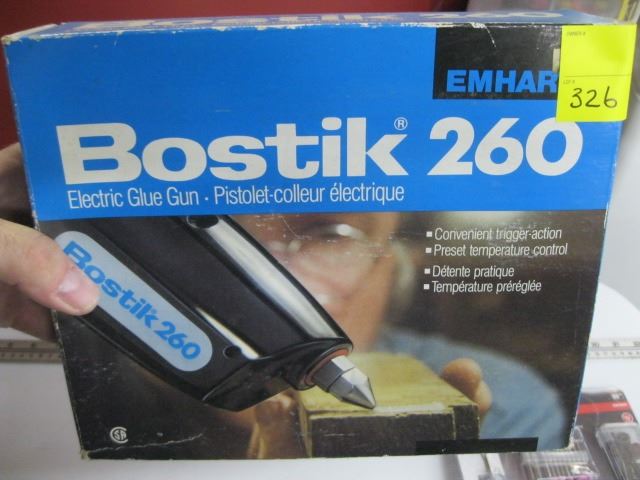 EMHAR
326
Bostik® 260
Electric Glue Gun · Pistolet-colleur électrique
▪ Convenient trigger-action
▪ Preset temperature control
▪ Détente pratique
▪ Température préréglée
Bostik 260